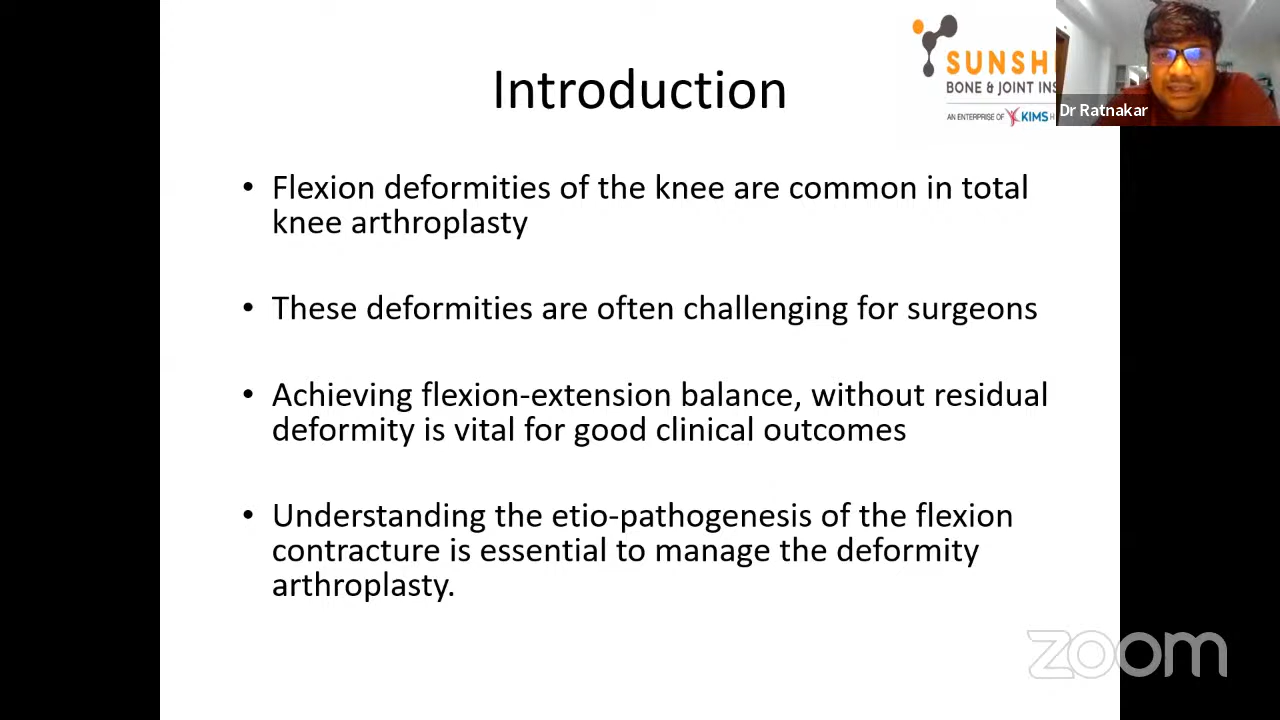 Introduction
SUNSHI
BONE & JOINT INS
AN ENTERPRISE OF KIMS H
Dr Ratnakar
• Flexion deformities of the knee are common in total
knee arthroplasty
• These deformities are often challenging for surgeons
• Achieving flexion-extension balance, without residual
deformity is vital for good clinical outcomes
• Understanding the etio-pathogenesis of the flexion
contracture is essential to manage the deformity
arthroplasty.
zoom